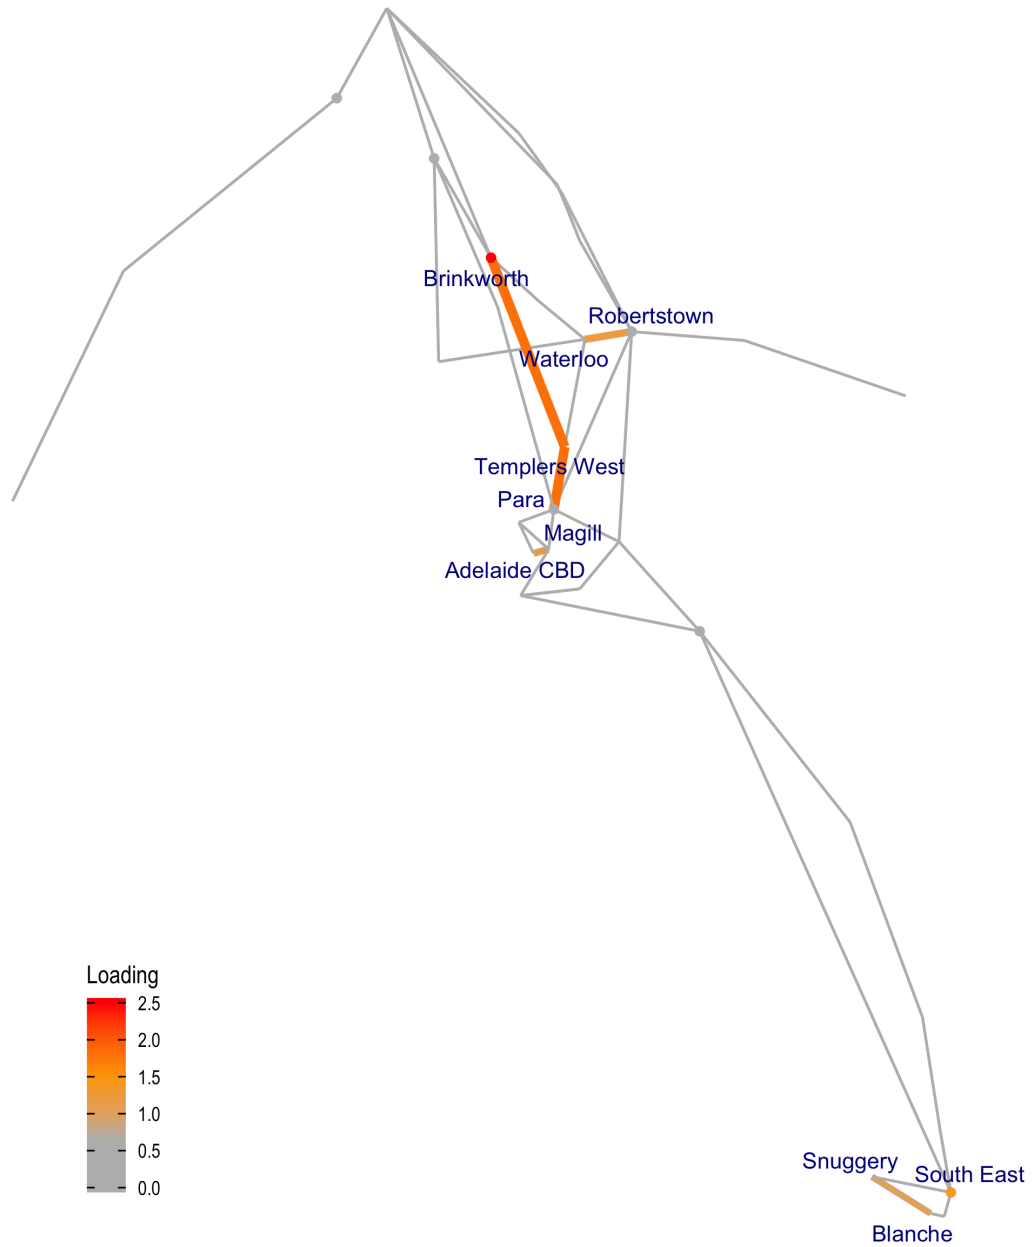 Brinkworth
Robertstown
Waterloo
Templers West
Para
Magill
Adelaide CBD
Loading
2.5
2.0
1.5
1.0
0.5
0.0
Snuggery
South East
Blanche